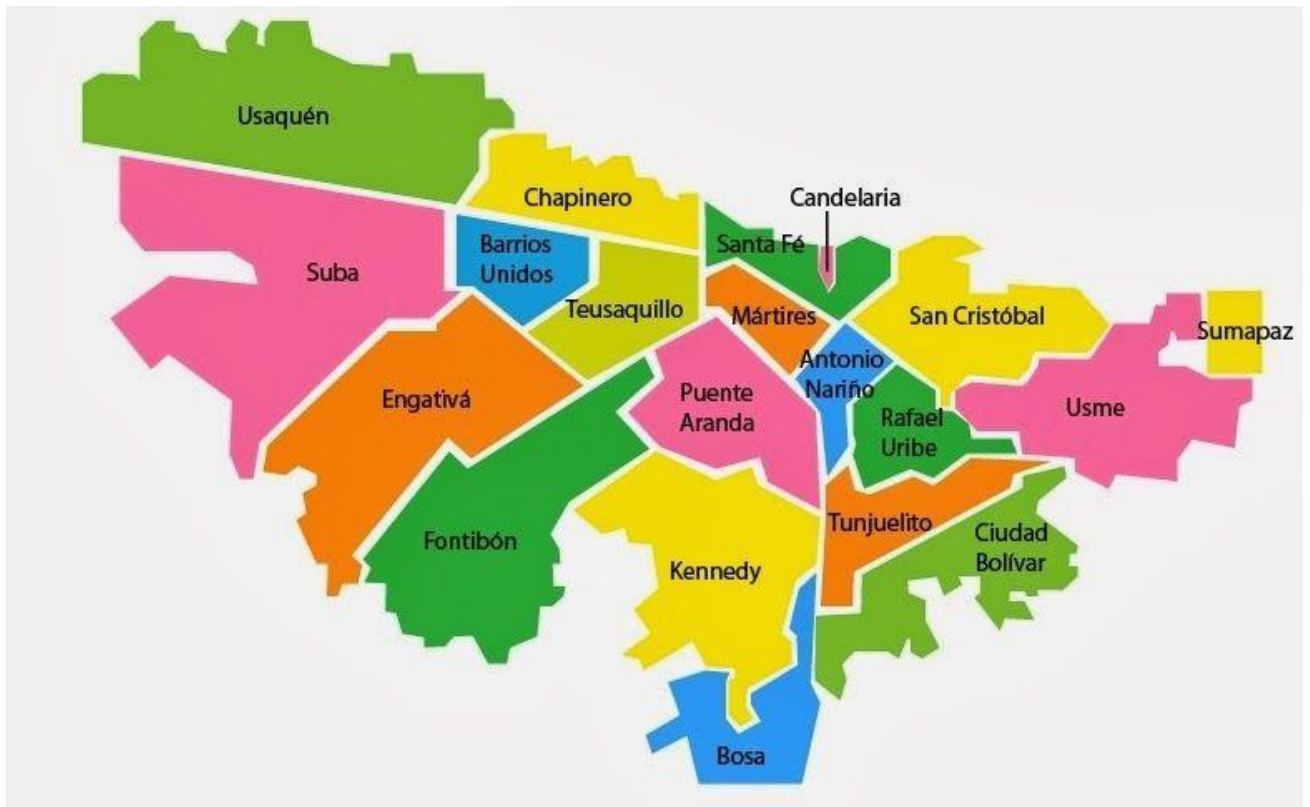 Usaquén
Chapinero
Candelaria
Santa Fé
Barrios
Unidos
Suba
Teusaquillo
Mártires
San Cristóbal
Sumapaz
Antonio
Nariño
Engativá
Puente
Aranda
Rafael
Uribe
Usme
Fontibón
Kennedy
Tunjuelito
Ciudad
Bolívar
Bosa